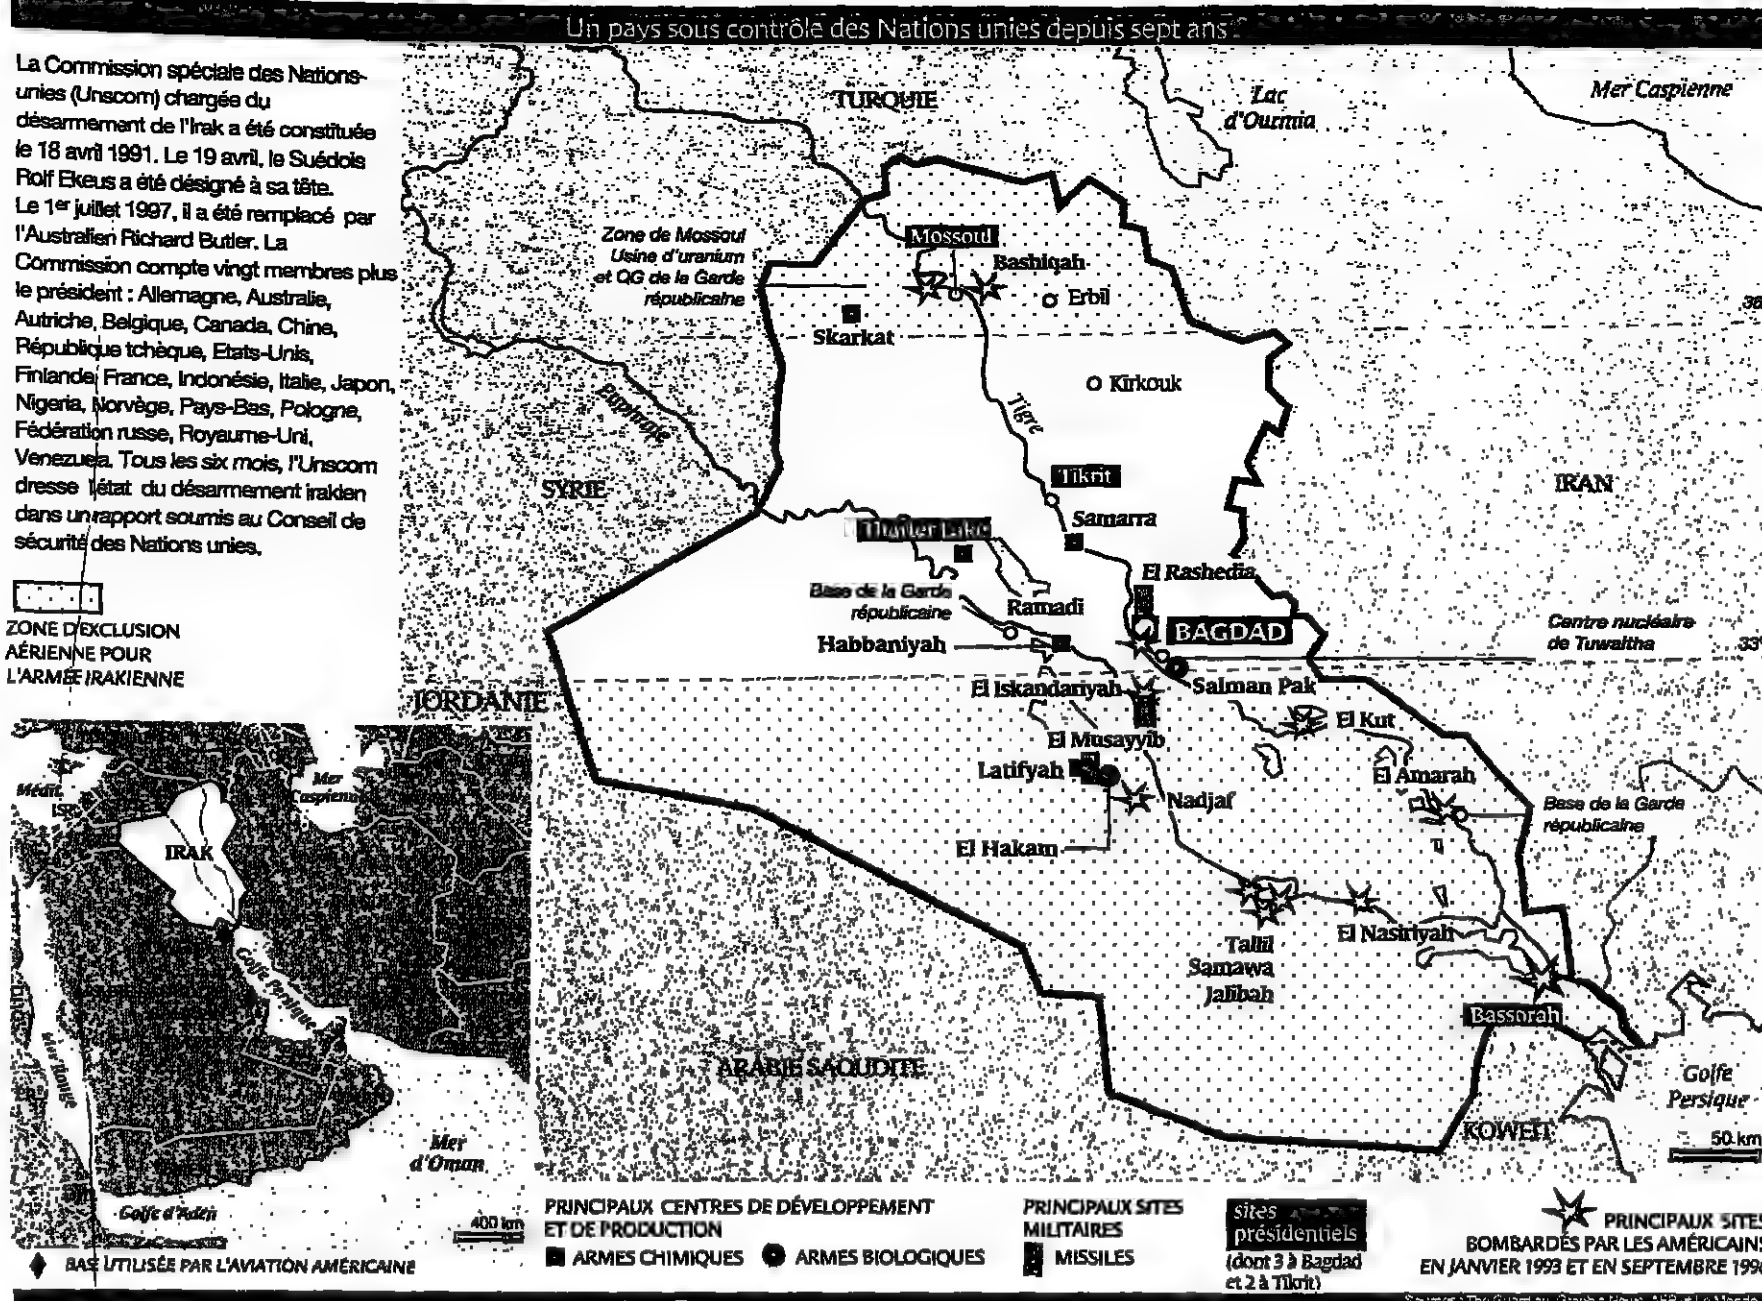 Un pays sous contrôle des Nations unies depuis sept ans
La Commission spéciale des Nations-
unies (Unscom) chargée du
désarmement de l'Irak a été constituée
le 18 avril 1991. Le 19 avril, le Suédois
Rolf Ekeus a été désigné à sa tête.
Le 1er juillet 1997, il a été remplacé par
l'Australien Richard Butler. La
Commission compte vingt membres plus
le président : Allemagne, Australie,
Autriche, Belgique, Canada, Chine,
République tchèque, Etats-Unis,
Finlande, France, Indonésie, Italie, Japon,
Nigeria, Norvège, Pays-Bas, Pologne,
Fédération russe, Royaume-Uni,
Venezuela. Tous les six mois, l'Unscom
dresse l'état du désarmement irakien
dans un rapport soumis au Conseil de
sécurité des Nations unies.
ZONE D'EXCLUSION
AÉRIENNE POUR
L'ARMÉE IRAKIENNE
TURQUIE
Lac
d'Ourmia
Mer Caspienne
Zone de Mossoul
Usine d'uranium
et QG de la Garde
républicaine
Mossoul
Bashiqah
Erbil
Skarkat
36
Kirkouk
Euphrate
Tigre
SYRIE
Tikrit
Samarra
IRAN
El Rashedia
Base de la Garde
républicaine
Ramadi
Habbaniyah
BAGDAD
Centre nucléaire
de Tuwaitha
33°
JORDANIE
El Iskandariyah
Salman Pak
El Kut
El Musayyib
Latifyah
El Amarah
Nadjaf
Base de la Garde
républicaine
El Hakam
Tallil
Samawa
Jalibah
El Nasiriyah
Bassorah
ARABIE SAOUDITE
KOWEIT
Golfe
Persique
50 km
Médit.
ISR.
Mer
Caspienne
IRAK
Golfe Persique
Mer Rouge
Mer
d'Oman
Golfe d'Aden
400 km
BASE UTILISÉE PAR L'AVIATION AMÉRICAINE
PRINCIPAUX CENTRES DE DÉVELOPPEMENT
ET DE PRODUCTION
ARMES CHIMIQUES
ARMES BIOLOGIQUES
PRINCIPAUX SITES
MILITAIRES
MISSILES
sites
présidentiels
(dont 3 à Bagdad
et 2 à Tikrit)
PRINCIPAUX SITES
BOMBARDÉS PAR LES AMÉRICAINS
EN JANVIER 1993 ET EN SEPTEMBRE 1996